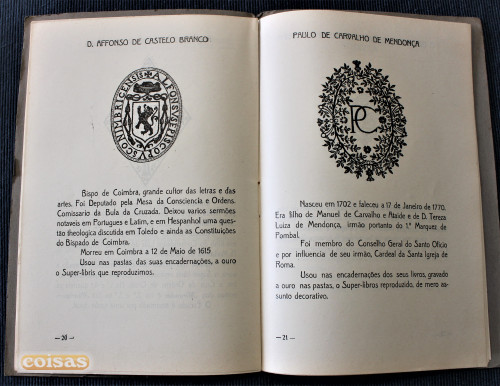 D. AFFONSO DE CASTELO BRANCO
CONIMBRICENSIS ALFONSVS EPISCOPVS
Bispo de Coimbra, grande cultor das letras e das
artes. Foi Deputado pela Mesa da Consciencia e Ordens.
Comissario da Bula da Cruzada. Deixou varios sermões
notaveis em Portugues e Latim, e em Hespanhol uma ques-
tão theologica discutida em Toledo e ainda as Constituições
do Bispado de Coimbra.
Morreu em Coimbra a 12 de Maio de 1615.
Usou nas pastas das suas encadernações, a ouro
o Super-libris que reproduzimos.
— 20 —
PAULO DE CARVALHO DE MENDONÇA
PC
Nasceu em 1702 e faleceu a 17 de Janeiro de 1770.
Era filho de Manuel de Carvalho e Ataide e de D. Tereza
Luiza de Mendonça, irmão portanto do 1.º Marquez de
Pombal.
Foi membro do Conselho Geral do Santo Oficio
e por influencia de seu irmão, Cardeal da Santa Igreja de
Roma.
Usou nas encadernações dos seus livros, gravado
a ouro nas pastas, o Super-libros reproduzido, de mero as-
sunto decorativo.
— 21 —
coisas